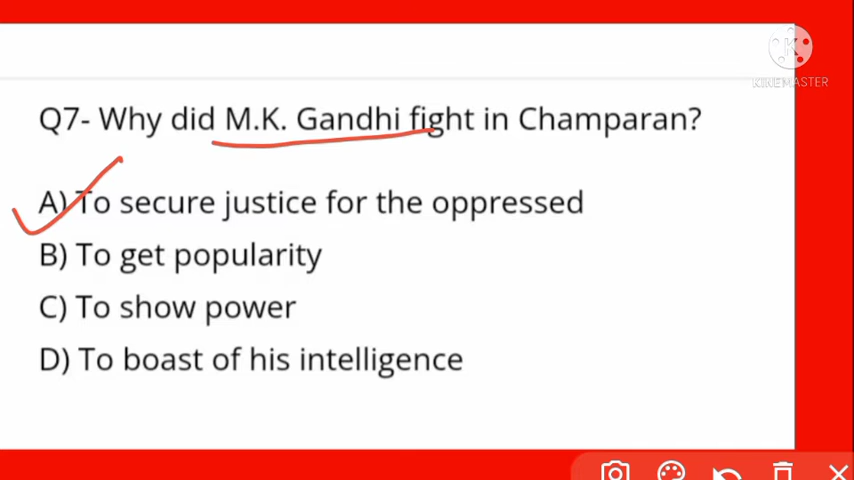 K
KINEMASTER
Q7- Why did M.K. Gandhi fight in Champaran?
A) To secure justice for the oppressed
B) To get popularity
C) To show power
D) To boast of his intelligence